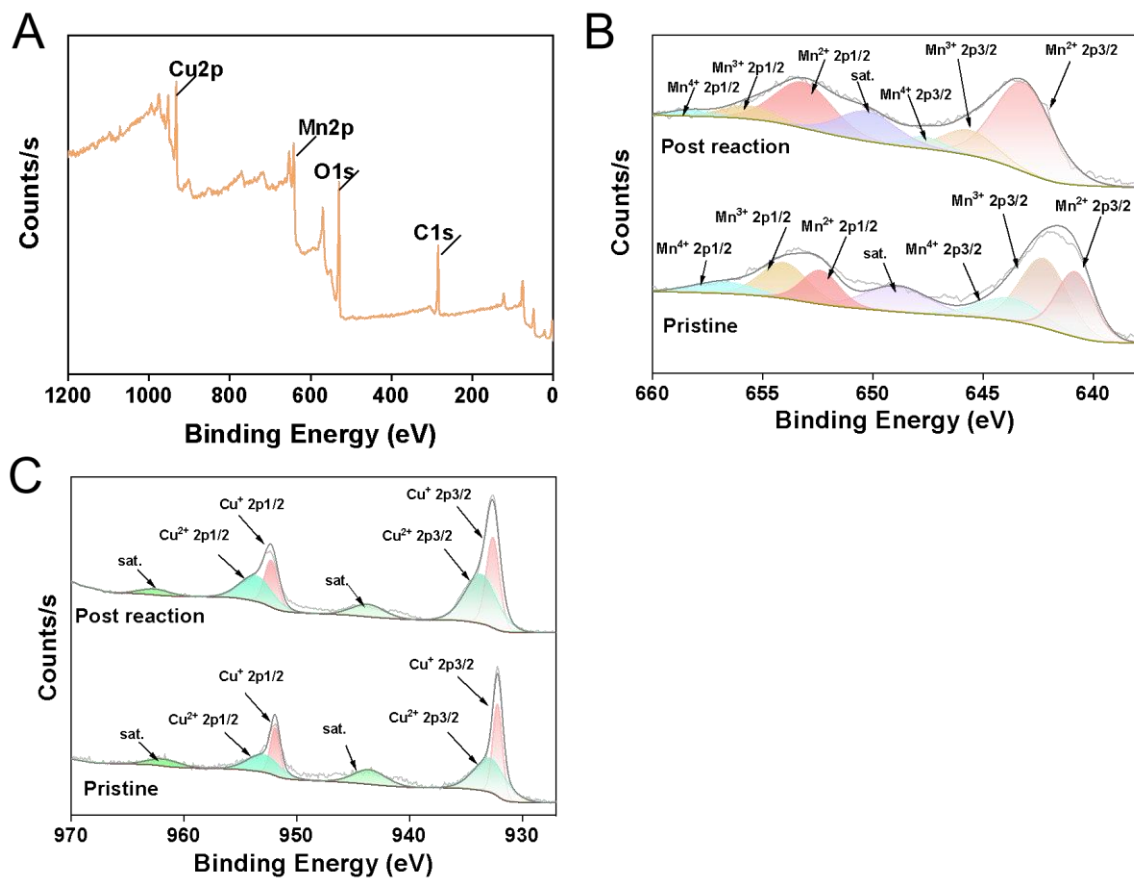 A
Cu2p
Mn2p
O1s
C1s
Counts/s
1200 1000 800 600 400 200 0
Binding Energy (eV)
B
Mn⁴⁺ 2p1/2
Mn³⁺ 2p1/2
Mn²⁺ 2p1/2
sat.
Mn⁴⁺ 2p3/2
Mn³⁺ 2p3/2
Mn²⁺ 2p3/2
Post reaction
Mn⁴⁺ 2p1/2
Mn³⁺ 2p1/2
Mn²⁺ 2p1/2
sat.
Mn⁴⁺ 2p3/2
Mn³⁺ 2p3/2
Mn²⁺ 2p3/2
Pristine
Counts/s
660 655 650 645 640
Binding Energy (eV)
C
sat.
Cu²⁺ 2p1/2
Cu⁺ 2p1/2
sat.
Cu²⁺ 2p3/2
Cu⁺ 2p3/2
Post reaction
sat.
Cu²⁺ 2p1/2
Cu⁺ 2p1/2
sat.
Cu²⁺ 2p3/2
Cu⁺ 2p3/2
Pristine
Counts/s
970 960 950 940 930
Binding Energy (eV)